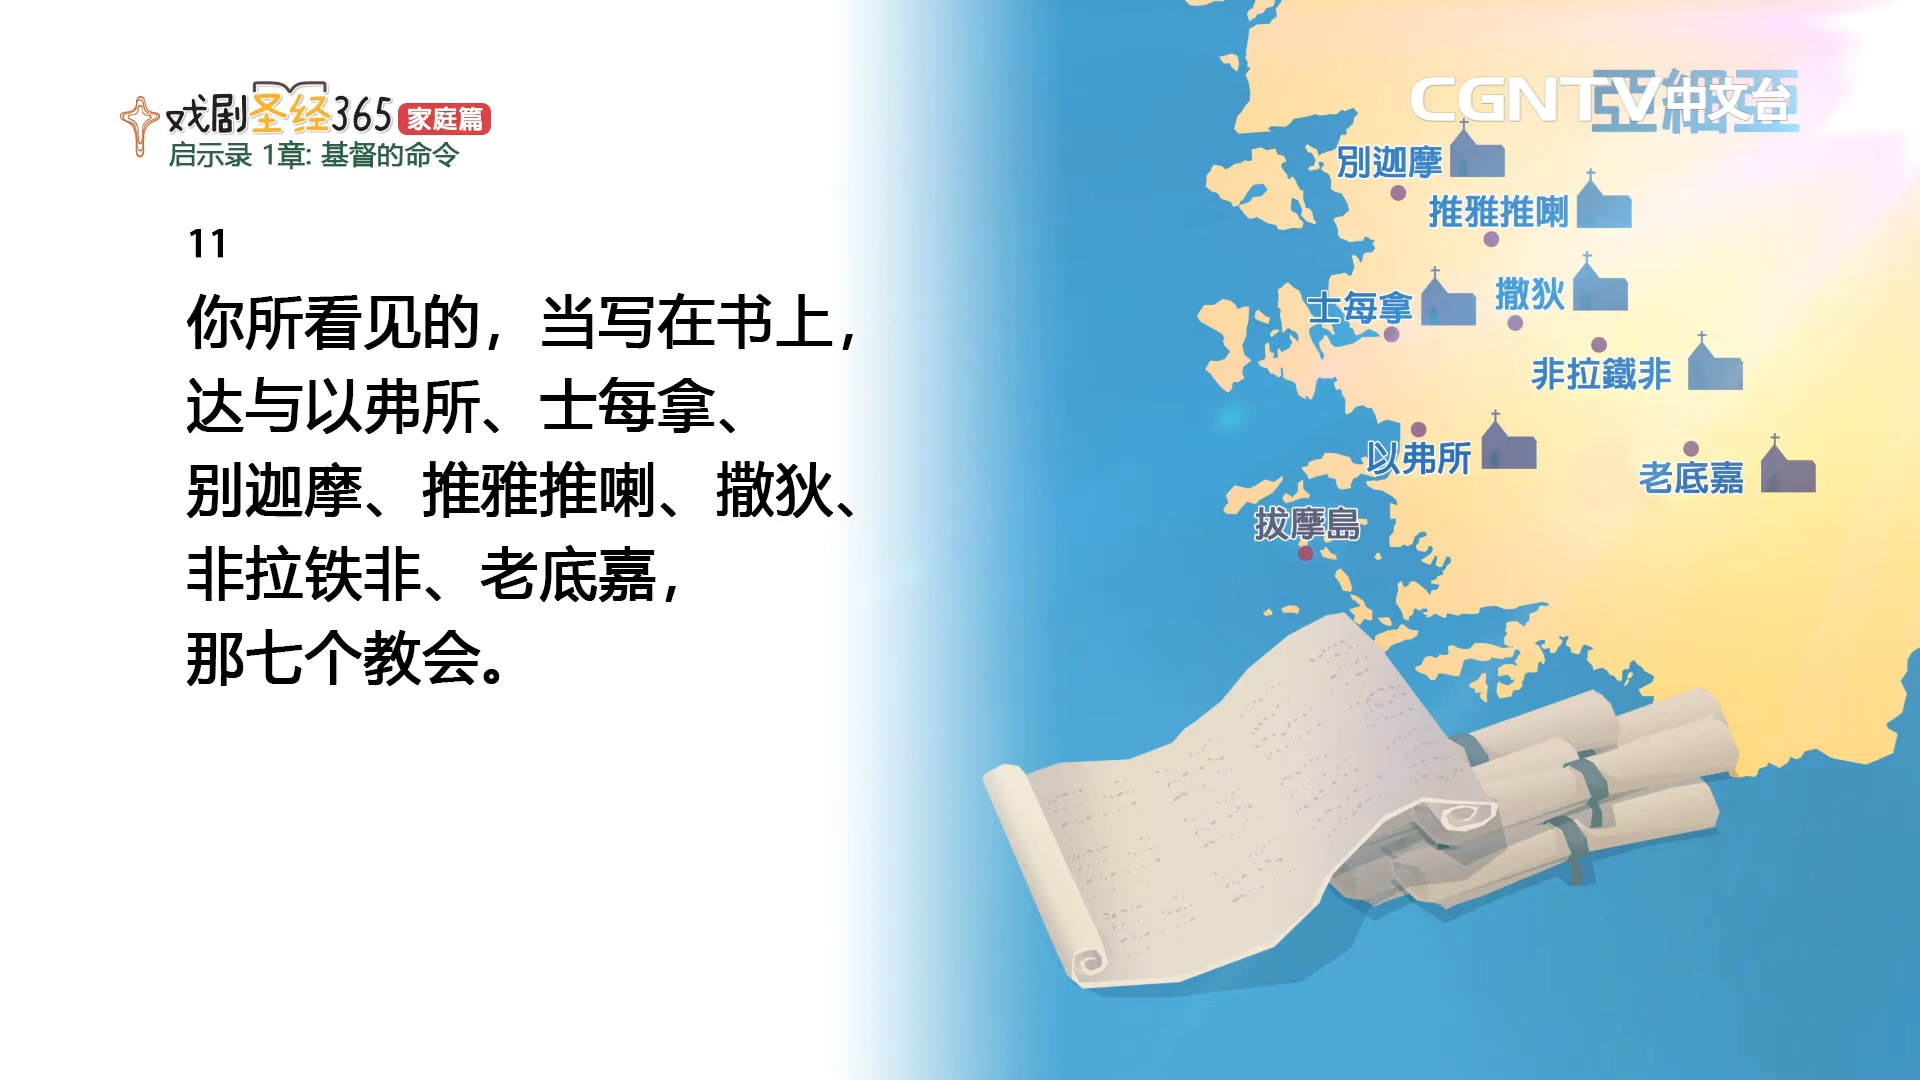 戏剧圣经365 家庭篇
启示录 1章: 基督的命令
11
你所看见的，当写在书上，
达与以弗所、士每拿、
别迦摩、推雅推喇、撒狄、
非拉铁非、老底嘉，
那七个教会。
CGNTV中文台
亞細亞
別迦摩
推雅推喇
撒狄
士每拿
非拉鐵非
以弗所
老底嘉
拔摩島